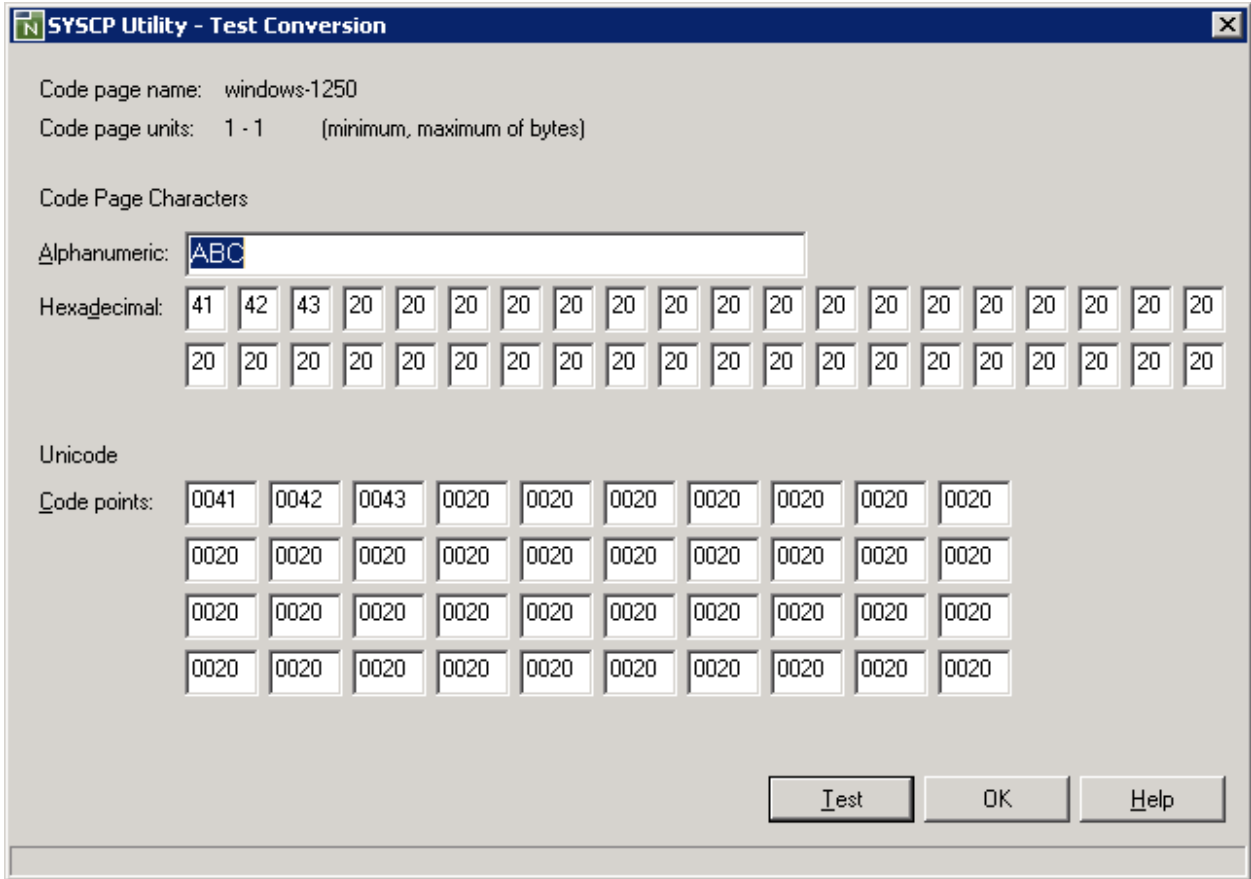 SYSCP Utility - Test Conversion
Code page name: windows-1250
Code page units: 1 - 1 (minimum, maximum of bytes)
Code Page Characters
Alphanumeric: ABC
Hexadecimal: 41 42 43 20 20 20 20 20 20 20 20 20 20 20 20 20 20 20 20 20
20 20 20 20 20 20 20 20 20 20 20 20 20 20 20 20 20 20 20 20
Unicode
Code points: 0041 0042 0043 0020 0020 0020 0020 0020 0020 0020
0020 0020 0020 0020 0020 0020 0020 0020 0020 0020
0020 0020 0020 0020 0020 0020 0020 0020 0020 0020
0020 0020 0020 0020 0020 0020 0020 0020 0020 0020
Test OK Help